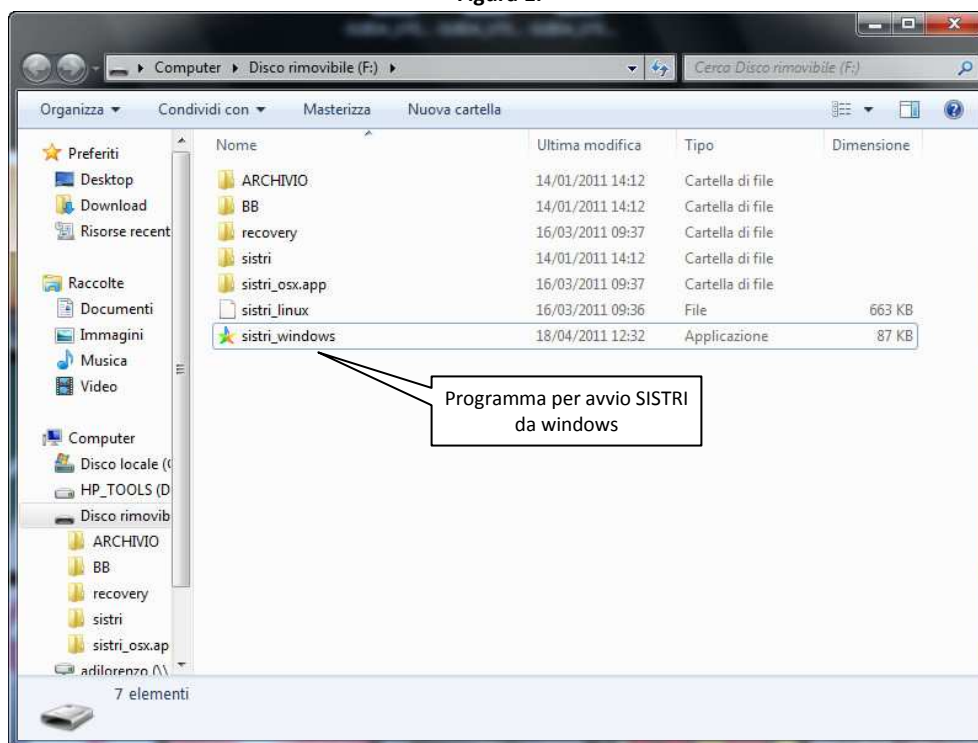 Computer ▸ Disco rimovibile (F:) ▸ Cerca Disco rimovibile (F:)
Organizza Condividi con Masterizza Nuova cartella
Nome Ultima modifica Tipo Dimensione
Preferiti
Desktop
Download
Risorse recent
Raccolte
Documenti
Immagini
Musica
Video
Computer
Disco locale (
HP_TOOLS (D
Disco rimovib
ARCHIVIO
BB
recovery
sistri
sistri_osx.ap
adilorenzo (\\
ARCHIVIO 14/01/2011 14:12 Cartella di file
BB 14/01/2011 14:12 Cartella di file
recovery 16/03/2011 09:37 Cartella di file
sistri 14/01/2011 14:12 Cartella di file
sistri_osx.app 16/03/2011 09:37 Cartella di file
sistri_linux 16/03/2011 09:36 File 663 KB
sistri_windows 18/04/2011 12:32 Applicazione 87 KB
Programma per avvio SISTRI
da windows
7 elementi